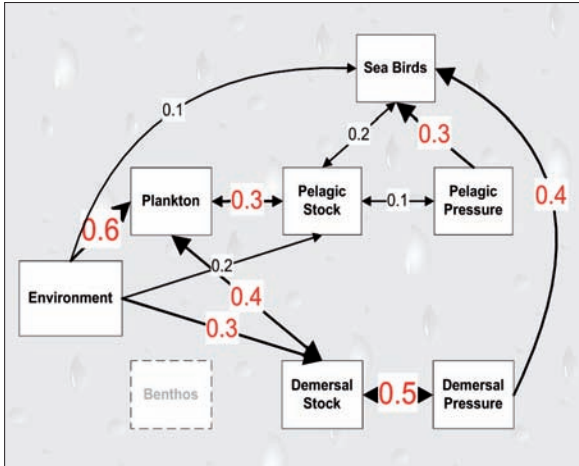 Sea Birds
0.1
0.2
0.3
Plankton
0.3
Pelagic
Stock
0.1
Pelagic
Pressure
0.4
0.6
0.2
Environment
0.4
0.3
Benthos
Demersal
Stock
0.5
Demersal
Pressure